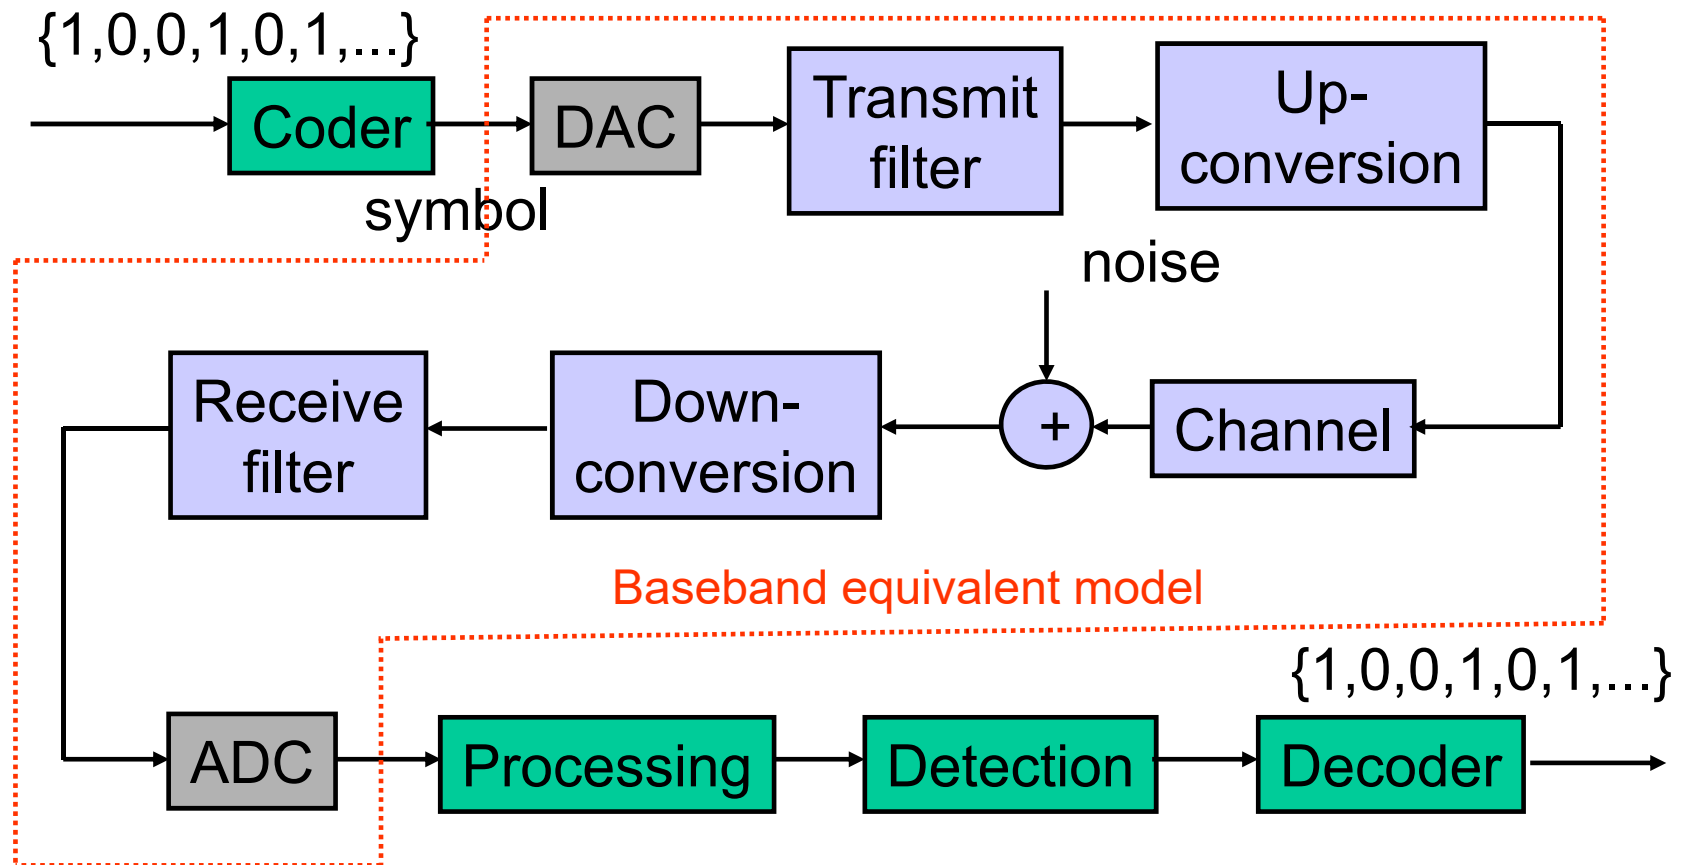 {1,0,0,1,0,1,...}
Coder
symbol
DAC
Transmit
filter
Up-
conversion
noise
Receive
filter
Down-
conversion
+
Channel
Baseband equivalent model
{1,0,0,1,0,1,...}
ADC
Processing
Detection
Decoder